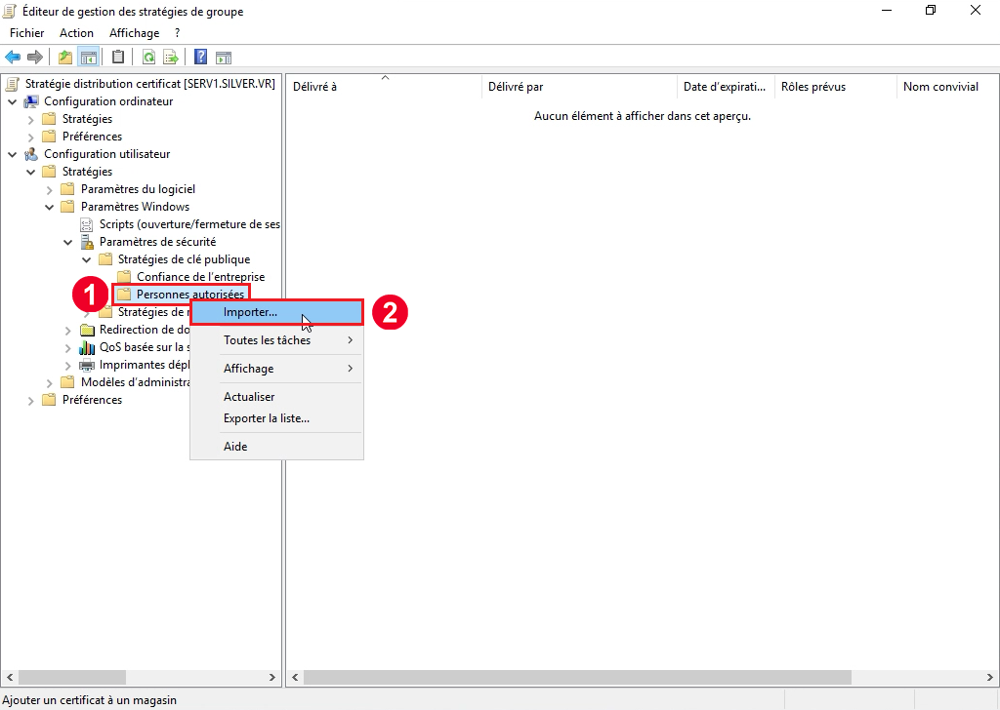 Éditeur de gestion des stratégies de groupe
Fichier Action Affichage ?
Stratégie distribution certificat [SERV1.SILVER.VR]
Configuration ordinateur
Stratégies
Préférences
Configuration utilisateur
Stratégies
Paramètres du logiciel
Paramètres Windows
Scripts (ouverture/fermeture de ses
Paramètres de sécurité
Stratégies de clé publique
Confiance de l'entreprise
1 Personnes autorisées
Stratégies de r
Redirection de do
QoS basée sur la s
Imprimantes dépl
Modèles d'administra
Préférences
Importer... 2
Toutes les tâches
Affichage
Actualiser
Exporter la liste...
Aide
Délivré à Délivré par Date d'expirati... Rôles prévus Nom convivial
Aucun élément à afficher dans cet aperçu.
Ajouter un certificat à un magasin